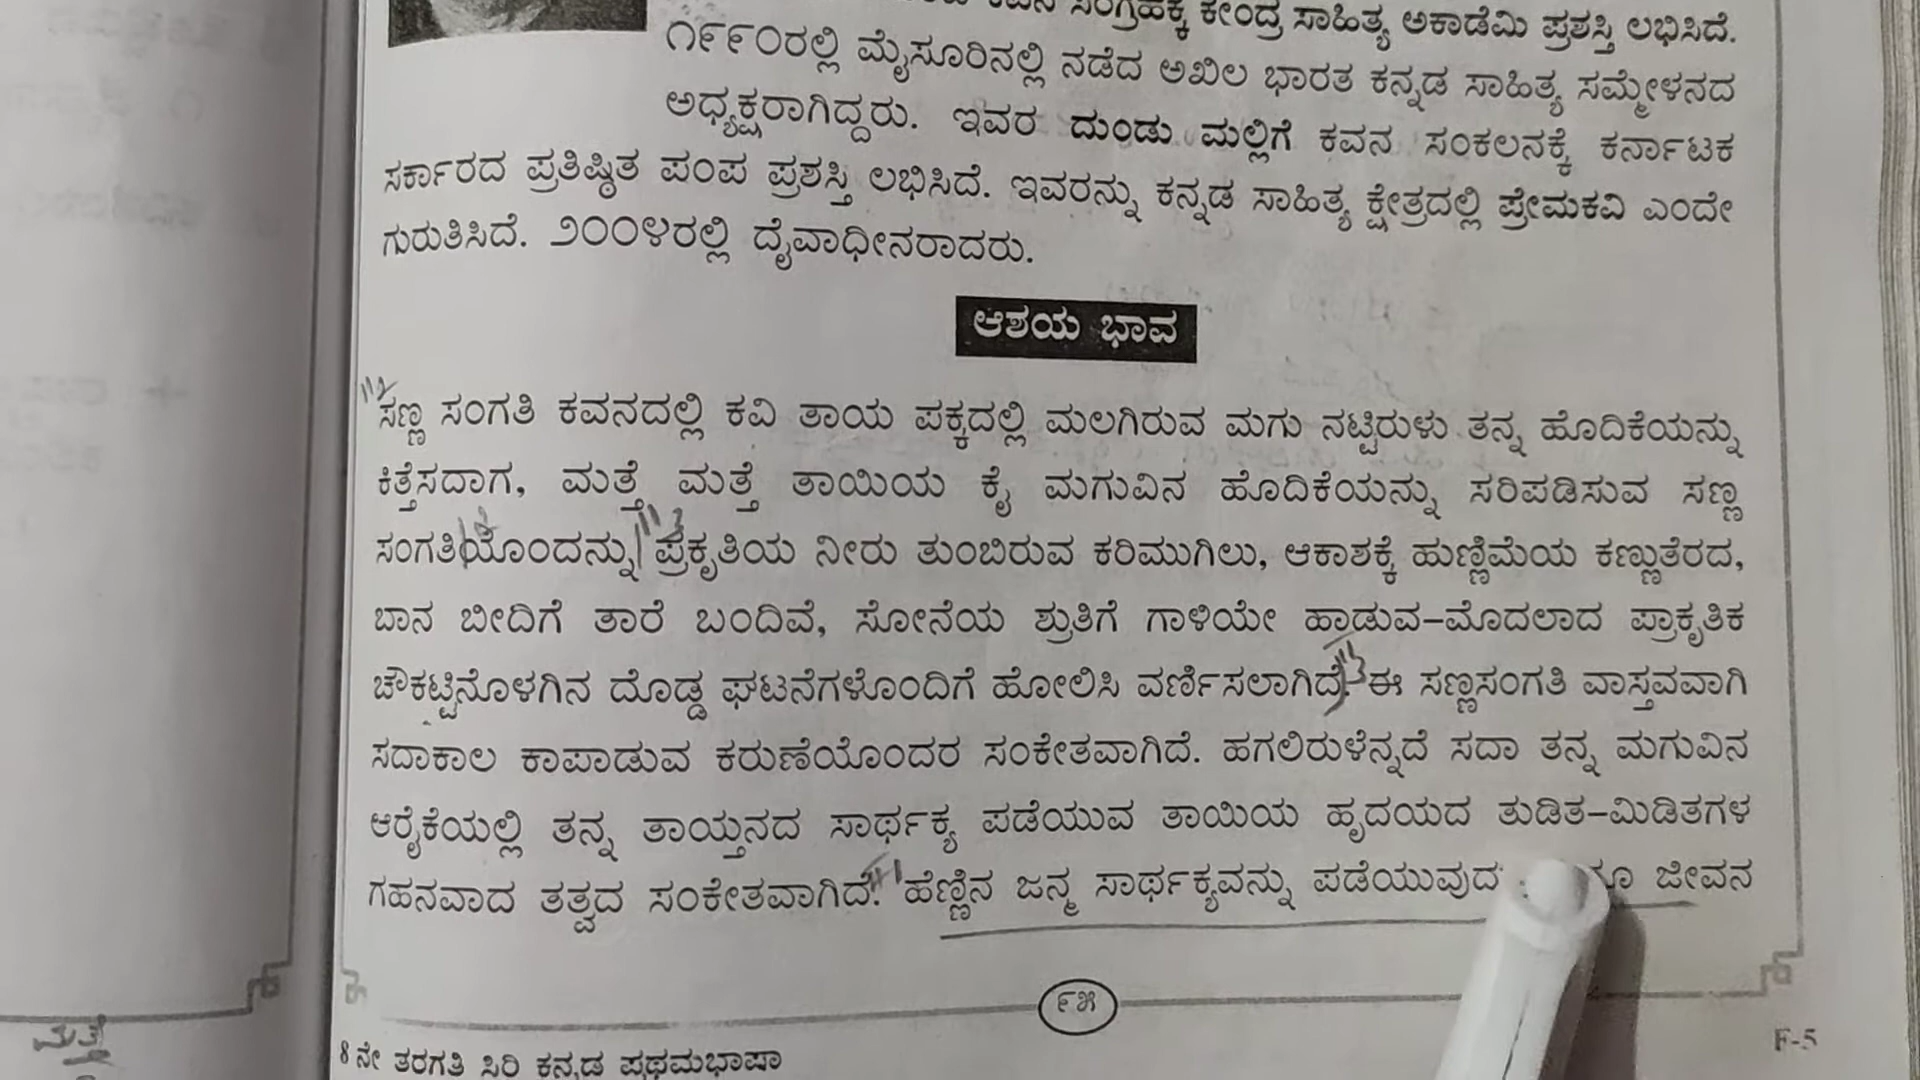 ಕವನ ಸಂಗ್ರಹಕ್ಕೆ ಕೇಂದ್ರ ಸಾಹಿತ್ಯ ಅಕಾಡೆಮಿ ಪ್ರಶಸ್ತಿ ಲಭಿಸಿದೆ.
೧೯೯೦ರಲ್ಲಿ ಮೈಸೂರಿನಲ್ಲಿ ನಡೆದ ಅಖಿಲ ಭಾರತ ಕನ್ನಡ ಸಾಹಿತ್ಯ ಸಮ್ಮೇಳನದ
ಅಧ್ಯಕ್ಷರಾಗಿದ್ದರು. ಇವರ ದುಂಡು ಮಲ್ಲಿಗೆ ಕವನ ಸಂಕಲನಕ್ಕೆ ಕರ್ನಾಟಕ
ಸರ್ಕಾರದ ಪ್ರತಿಷ್ಠಿತ ಪಂಪ ಪ್ರಶಸ್ತಿ ಲಭಿಸಿದೆ. ಇವರನ್ನು ಕನ್ನಡ ಸಾಹಿತ್ಯ ಕ್ಷೇತ್ರದಲ್ಲಿ ಪ್ರೇಮಕವಿ ಎಂದೇ
ಗುರುತಿಸಿದೆ. ೨೦೦೪ರಲ್ಲಿ ದೈವಾಧೀನರಾದರು.
ಆಶಯ ಭಾವ
ಸಣ್ಣ ಸಂಗತಿ ಕವನದಲ್ಲಿ ಕವಿ ತಾಯ ಪಕ್ಕದಲ್ಲಿ ಮಲಗಿರುವ ಮಗು ನಟ್ಟಿರುಳು ತನ್ನ ಹೊದಿಕೆಯನ್ನು
ಕಿತ್ತೆಸೆದಾಗ, ಮತ್ತೆ ಮತ್ತೆ ತಾಯಿಯ ಕೈ ಮಗುವಿನ ಹೊದಿಕೆಯನ್ನು ಸರಿಪಡಿಸುವ ಸಣ್ಣ
ಸಂಗತಿಯೊಂದನ್ನು ಪ್ರಕೃತಿಯ ನೀರು ತುಂಬಿರುವ ಕರಿಮುಗಿಲು, ಆಕಾಶಕ್ಕೆ ಹುಣ್ಣಿಮೆಯ ಕಣ್ಣುತೆರದ,
ಬಾನ ಬೀದಿಗೆ ತಾರೆ ಬಂದಿವೆ, ಸೋನೆಯ ಶ್ರುತಿಗೆ ಗಾಳಿಯೇ ಹಾಡುವ-ಮೊದಲಾದ ಪ್ರಾಕೃತಿಕ
ಚೌಕಟ್ಟಿನೊಳಗಿನ ದೊಡ್ಡ ಘಟನೆಗಳೊಂದಿಗೆ ಹೋಲಿಸಿ ವರ್ಣಿಸಲಾಗಿದೆ. ಈ ಸಣ್ಣಸಂಗತಿ ವಾಸ್ತವವಾಗಿ
ಸದಾಕಾಲ ಕಾಪಾಡುವ ಕರುಣೆಯೊಂದರ ಸಂಕೇತವಾಗಿದೆ. ಹಗಲಿರುಳೆನ್ನದೆ ಸದಾ ತನ್ನ ಮಗುವಿನ
ಆರೈಕೆಯಲ್ಲಿ ತನ್ನ ತಾಯ್ತನದ ಸಾರ್ಥಕ್ಯ ಪಡೆಯುವ ತಾಯಿಯ ಹೃದಯದ ತುಡಿತ-ಮಿಡಿತಗಳ
ಗಹನವಾದ ತತ್ವದ ಸಂಕೇತವಾಗಿದೆ. ಹೆಣ್ಣಿನ ಜನ್ಮ ಸಾರ್ಥಕ್ಯವನ್ನು ಪಡೆಯುವುದ ಜೀವನ
೯೫
8ನೇ ತರಗತಿ ಸಿರಿ ಕನ್ನಡ ಪ್ರಥಮಭಾಷಾ
F-5
ಮತ್ತೆ